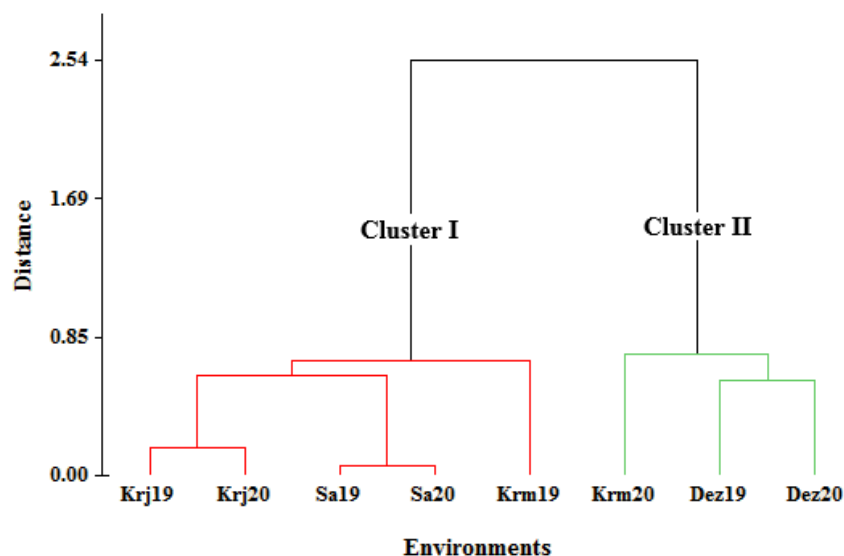 2.54
1.69
Distance
Cluster I
Cluster II
0.85
0.00
Krj19 Krj20 Sa19 Sa20 Krm19 Krm20 Dez19 Dez20
Environments